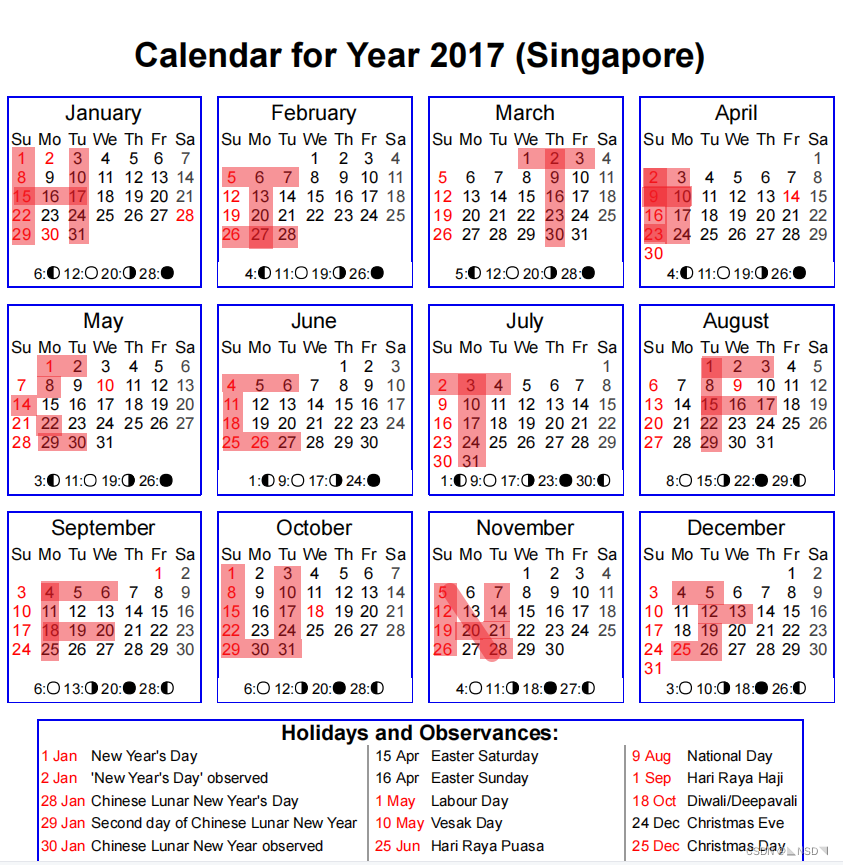 Calendar for Year 2017 (Singapore)
January
Su Mo Tu We Th Fr Sa
1 2 3 4 5 6 7
8 9 10 11 12 13 14
15 16 17 18 19 20 21
22 23 24 25 26 27 28
29 30 31
6: 12: 20: 28:
February
Su Mo Tu We Th Fr Sa
1 2 3 4
5 6 7 8 9 10 11
12 13 14 15 16 17 18
19 20 21 22 23 24 25
26 27 28
4: 11: 19: 26:
March
Su Mo Tu We Th Fr Sa
1 2 3 4
5 6 7 8 9 10 11
12 13 14 15 16 17 18
19 20 21 22 23 24 25
26 27 28 29 30 31
5: 12: 20: 28:
April
Su Mo Tu We Th Fr Sa
1
2 3 4 5 6 7 8
9 10 11 12 13 14 15
16 17 18 19 20 21 22
23 24 25 26 27 28 29
30
4: 11: 19: 26:
May
Su Mo Tu We Th Fr Sa
1 2 3 4 5 6
7 8 9 10 11 12 13
14 15 16 17 18 19 20
21 22 23 24 25 26 27
28 29 30 31
3: 11: 19: 26:
June
Su Mo Tu We Th Fr Sa
1 2 3
4 5 6 7 8 9 10
11 12 13 14 15 16 17
18 19 20 21 22 23 24
25 26 27 28 29 30
1: 9: 17: 24:
July
Su Mo Tu We Th Fr Sa
1
2 3 4 5 6 7 8
9 10 11 12 13 14 15
16 17 18 19 20 21 22
23 24 25 26 27 28 29
30 31
1: 9: 17: 23: 30:
August
Su Mo Tu We Th Fr Sa
1 2 3 4 5
6 7 8 9 10 11 12
13 14 15 16 17 18 19
20 21 22 23 24 25 26
27 28 29 30 31
8: 15: 22: 29:
September
Su Mo Tu We Th Fr Sa
1 2
3 4 5 6 7 8 9
10 11 12 13 14 15 16
17 18 19 20 21 22 23
24 25 26 27 28 29 30
6: 13: 20: 28:
October
Su Mo Tu We Th Fr Sa
1 2 3 4 5 6 7
8 9 10 11 12 13 14
15 16 17 18 19 20 21
22 23 24 25 26 27 28
29 30 31
6: 12: 20: 28:
November
Su Mo Tu We Th Fr Sa
1 2 3 4
5 6 7 8 9 10 11
12 13 14 15 16 17 18
19 20 21 22 23 24 25
26 27 28 29 30
4: 11: 18: 27:
December
Su Mo Tu We Th Fr Sa
1 2
3 4 5 6 7 8 9
10 11 12 13 14 15 16
17 18 19 20 21 22 23
24 25 26 27 28 29 30
31
3: 10: 18: 26:
Holidays and Observances:
1 Jan New Year's Day
2 Jan 'New Year's Day' observed
28 Jan Chinese Lunar New Year's Day
29 Jan Second day of Chinese Lunar New Year
30 Jan Chinese Lunar New Year observed
15 Apr Easter Saturday
16 Apr Easter Sunday
1 May Labour Day
10 May Vesak Day
25 Jun Hari Raya Puasa
9 Aug National Day
1 Sep Hari Raya Haji
18 Oct Diwali/Deepavali
24 Dec Christmas Eve
25 Dec Christmas Day